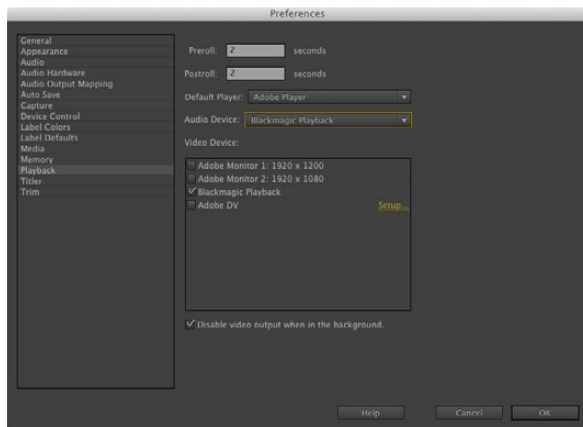 Preferences
General
Appearance
Audio
Audio Hardware
Audio Output Mapping
Auto Save
Capture
Device Control
Label Colors
Label Defaults
Media
Memory
Playback
Titler
Trim
Preroll: 2 seconds
Postroll: 2 seconds
Default Player: Adobe Player
Audio Device: Blackmagic Playback
Video Device:
Adobe Monitor 1: 1920 x 1200
Adobe Monitor 2: 1920 x 1080
Blackmagic Playback
Adobe DV Setup...
Disable video output when in the background.
Help Cancel OK